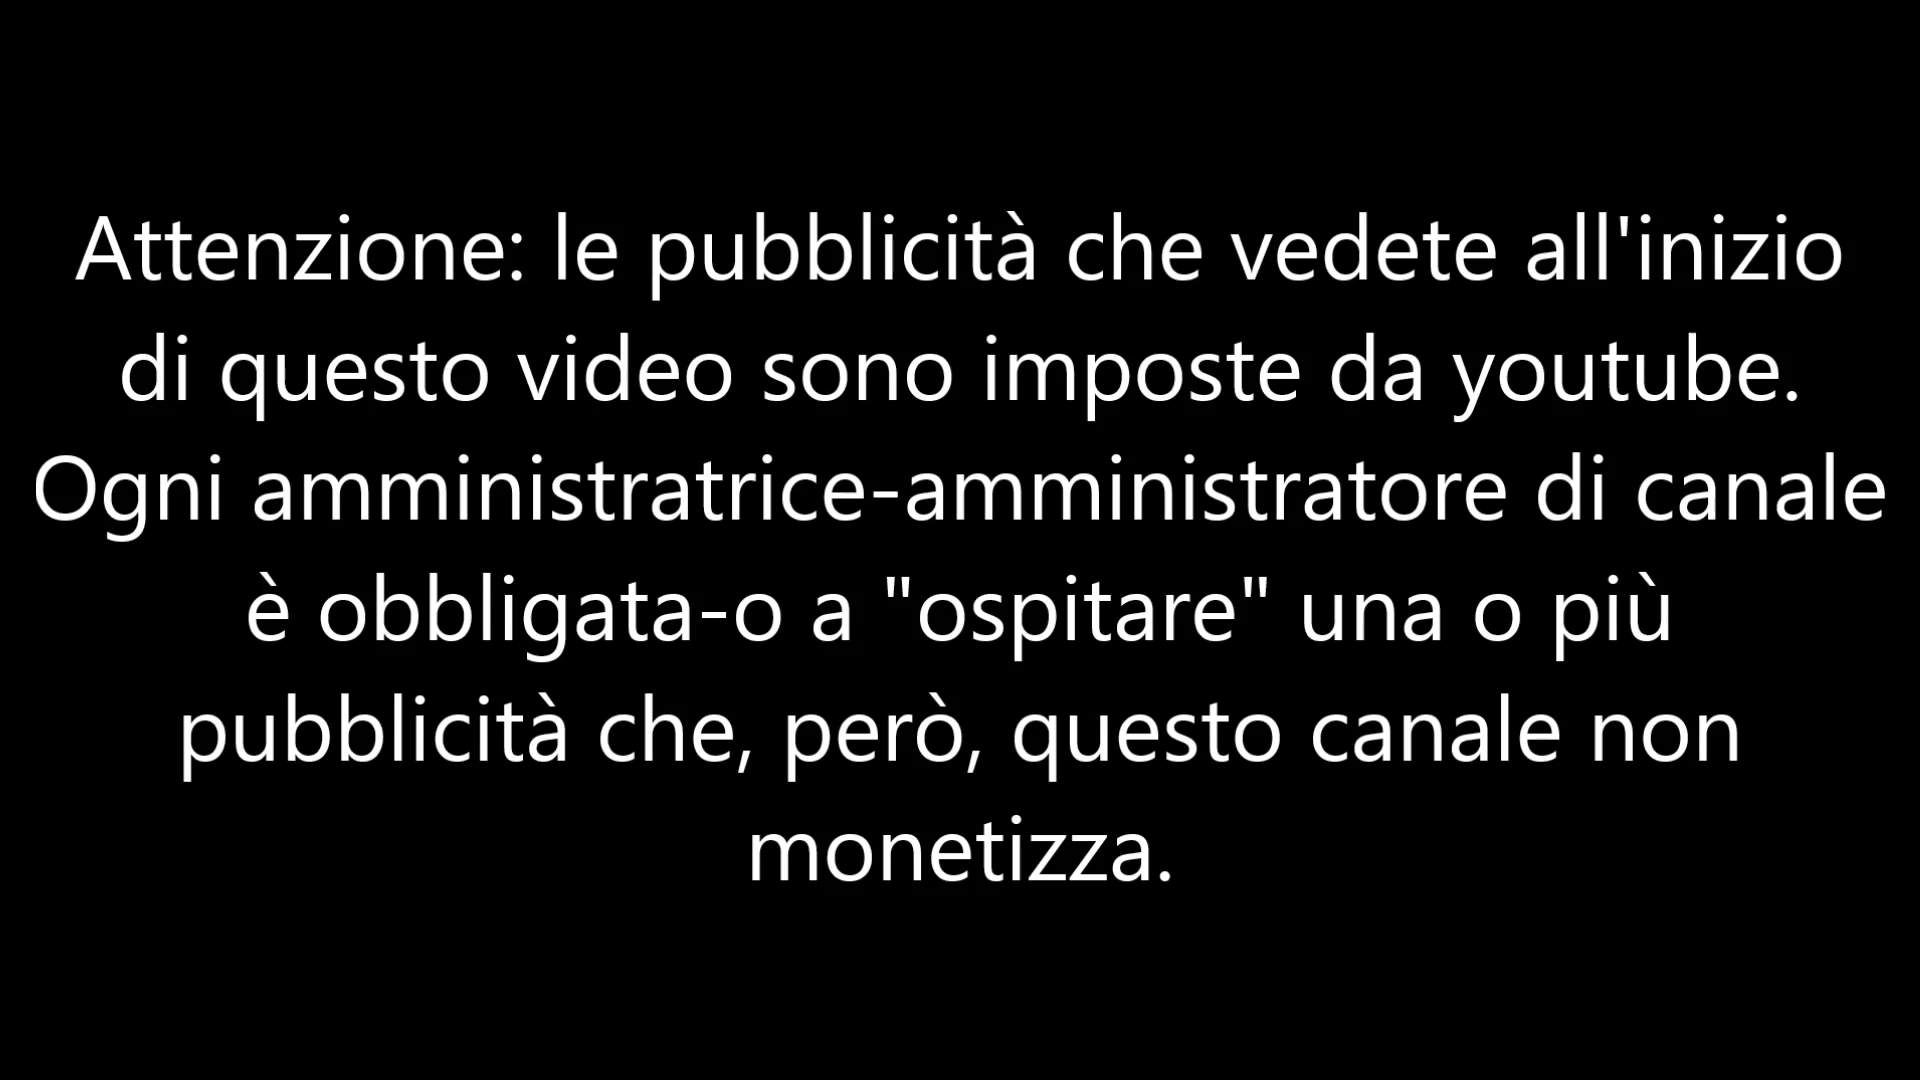 Attenzione: le pubblicità che vedete all'inizio
di questo video sono imposte da youtube.
Ogni amministratrice-amministratore di canale
è obbligata-o a "ospitare" una o più
pubblicità che, però, questo canale non
monetizza.